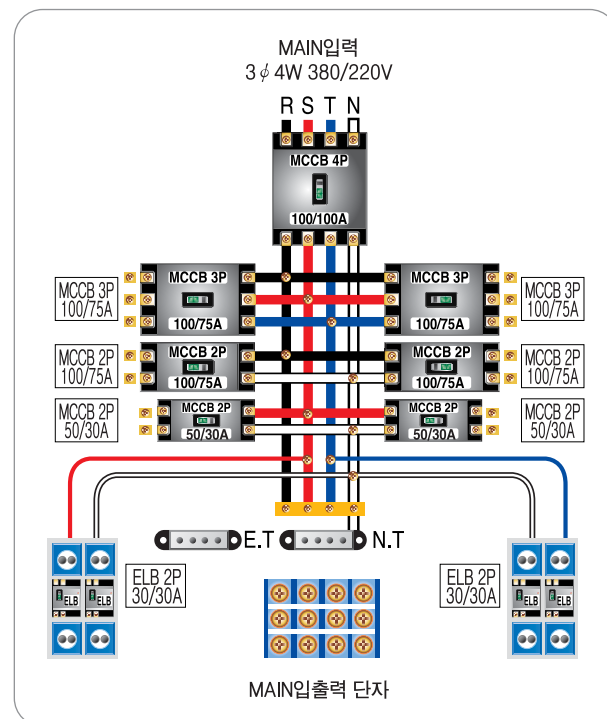 MAIN입력
3 ϕ 4W 380/220V
R S T N
MCCB 4P
100/100A
MCCB 3P
100/75A
MCCB 3P
100/75A
MCCB 3P
100/75A
MCCB 3P
100/75A
MCCB 2P
100/75A
MCCB 2P
100/75A
MCCB 2P
100/75A
MCCB 2P
100/75A
MCCB 2P
50/30A
MCCB 2P
50/30A
MCCB 2P
50/30A
MCCB 2P
50/30A
E.T
N.T
ELB ELB
ELB 2P
30/30A
ELB 2P
30/30A
ELB ELB
MAIN입출력 단자